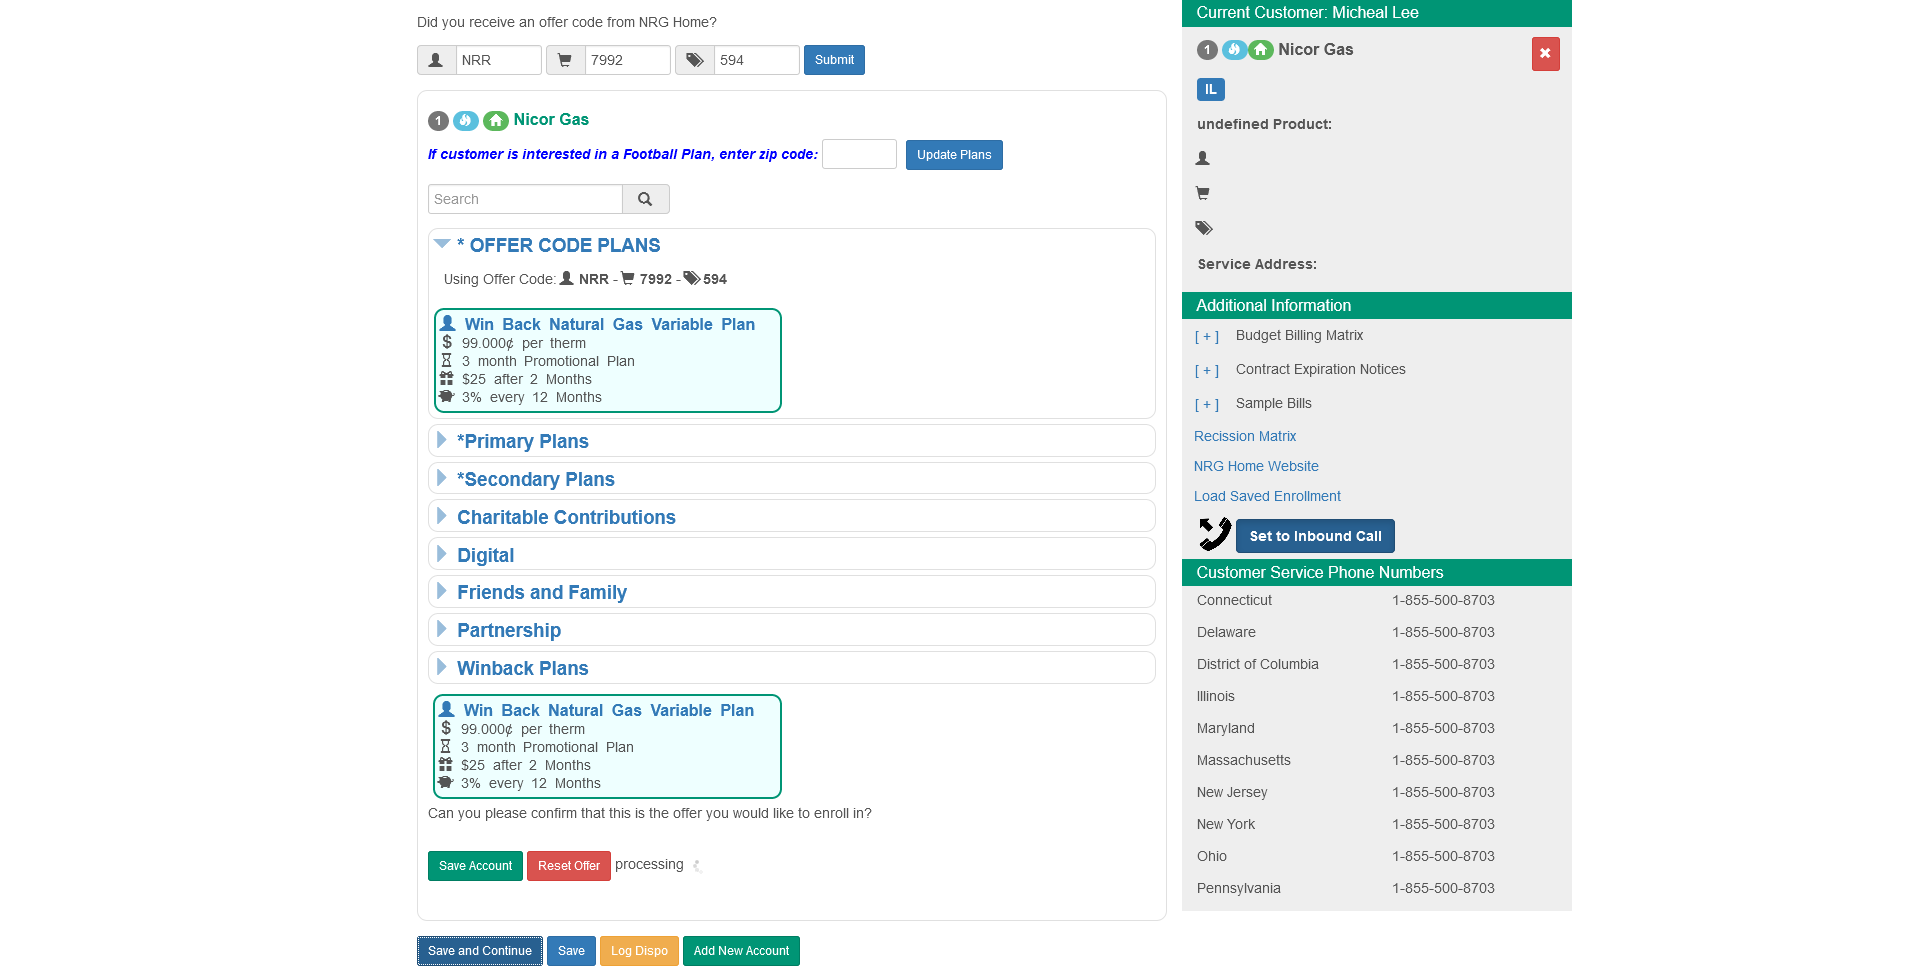 Did you receive an offer code from NRG Home?
NRR 7992 594 Submit
1 Nicor Gas
If customer is interested in a Football Plan, enter zip code: Update Plans
Search
* OFFER CODE PLANS
Using Offer Code: NRR - 7992 - 594
Win Back Natural Gas Variable Plan
$ 99.000¢ per therm
3 month Promotional Plan
$25 after 2 Months
3% every 12 Months
*Primary Plans
*Secondary Plans
Charitable Contributions
Digital
Friends and Family
Partnership
Winback Plans
Win Back Natural Gas Variable Plan
$ 99.000¢ per therm
3 month Promotional Plan
$25 after 2 Months
3% every 12 Months
Can you please confirm that this is the offer you would like to enroll in?
Save Account Reset Offer processing
Save and Continue Save Log Dispo Add New Account
Current Customer: Micheal Lee
1 Nicor Gas
IL
undefined Product:
Service Address:
Additional Information
[ + ] Budget Billing Matrix
[ + ] Contract Expiration Notices
[ + ] Sample Bills
Recission Matrix
NRG Home Website
Load Saved Enrollment
Set to Inbound Call
Customer Service Phone Numbers
Connecticut 1-855-500-8703
Delaware 1-855-500-8703
District of Columbia 1-855-500-8703
Illinois 1-855-500-8703
Maryland 1-855-500-8703
Massachusetts 1-855-500-8703
New Jersey 1-855-500-8703
New York 1-855-500-8703
Ohio 1-855-500-8703
Pennsylvania 1-855-500-8703